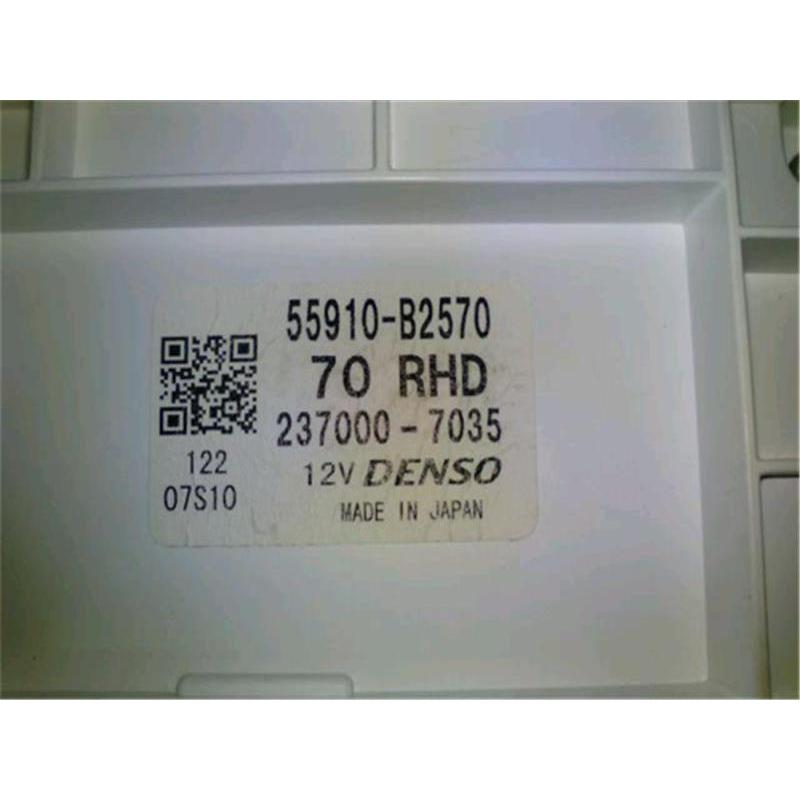 55910-B2570
70 RHD
237000-7035
12V DENSO
MADE IN JAPAN
122
07S10